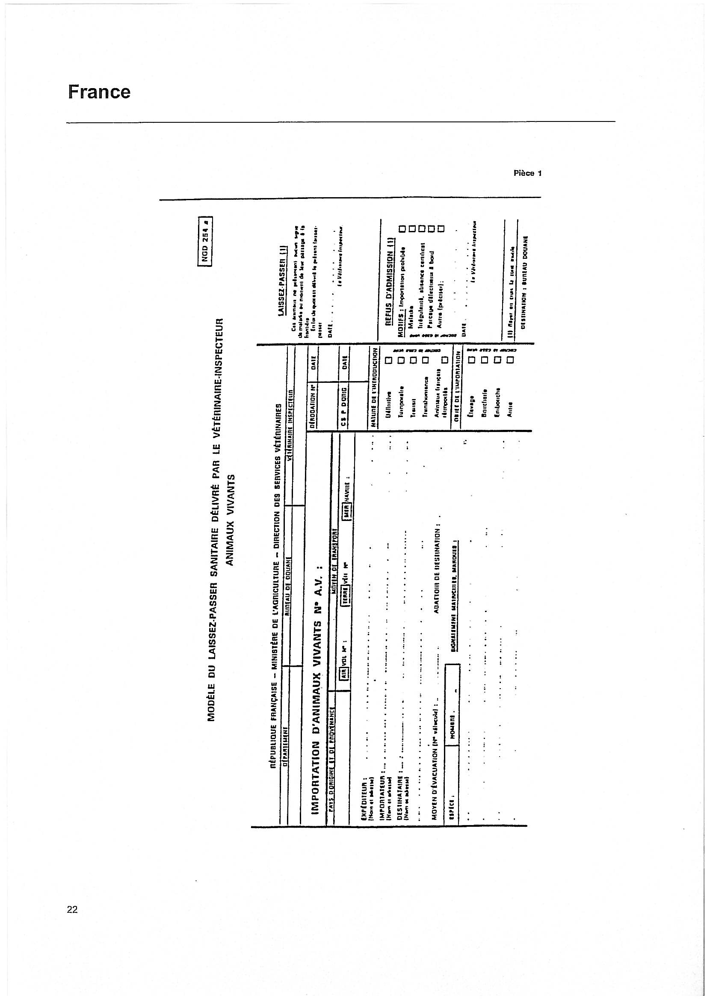 France
Pièce 1
NGD 264 a
MODÈLE DU LAISSEZ-PASSER SANITAIRE DÉLIVRÉ PAR LE VÉTÉRINAIRE-INSPECTEUR
ANIMAUX VIVANTS
RÉPUBLIQUE FRANÇAISE – MINISTÈRE DE L'AGRICULTURE – DIRECTION DES SERVICES VÉTÉRINAIRES
DÉPARTEMENT
BUREAU DE DOUANE
VÉTÉRINAIRE INSPECTEUR
IMPORTATION D'ANIMAUX VIVANTS N° A.V. :
DÉROGATION N°
DATE
PAYS D'ORIGINE ET DE PROVENANCE
MOYEN DE TRANSPORT
AIR VOL N° :
TERRE VÉH N°
MER NAVIRE :
C S P D'ORIG
DATE
EXPÉDITEUR :
(Nom et adresse)
IMPORTATEUR :
(Nom et adresse)
DESTINATAIRE :
(Nom et adresse)
MOYEN D'ÉVACUATION (N° véhicule) :
ABATTOIR DE DESTINATION :
ESPÈCE :
NOMBRE
SIGNALEMENT MATRICULES, MARQUES :
NATURE DE L'INTRODUCTION
Définitive
Temporaire
Transit
Transhumance
Animaux français
réimportés
cocher la case utile
OBJET DE L'IMPORTATION
Élevage
Boucherie
Embouche
Autre
cocher la case utile
LAISSEZ-PASSER (1)
Ces animaux ne présentent aucun signe
de maladie au moment de leur passage à la
frontière
En foi de quoi est délivré le présent laissez-
passer
DATE
Le Vétérinaire Inspecteur
REFUS D'ADMISSION (1)
MOTIFS : Importation prohibée
Maladie
Irrégularité, absence certificat
Parcage défectueux à bord
Autre (préciser) :
cocher la case utile
DATE
Le Vétérinaire Inspecteur
(1) Rayer
DESTINATION : BUREAU DOUANE
22